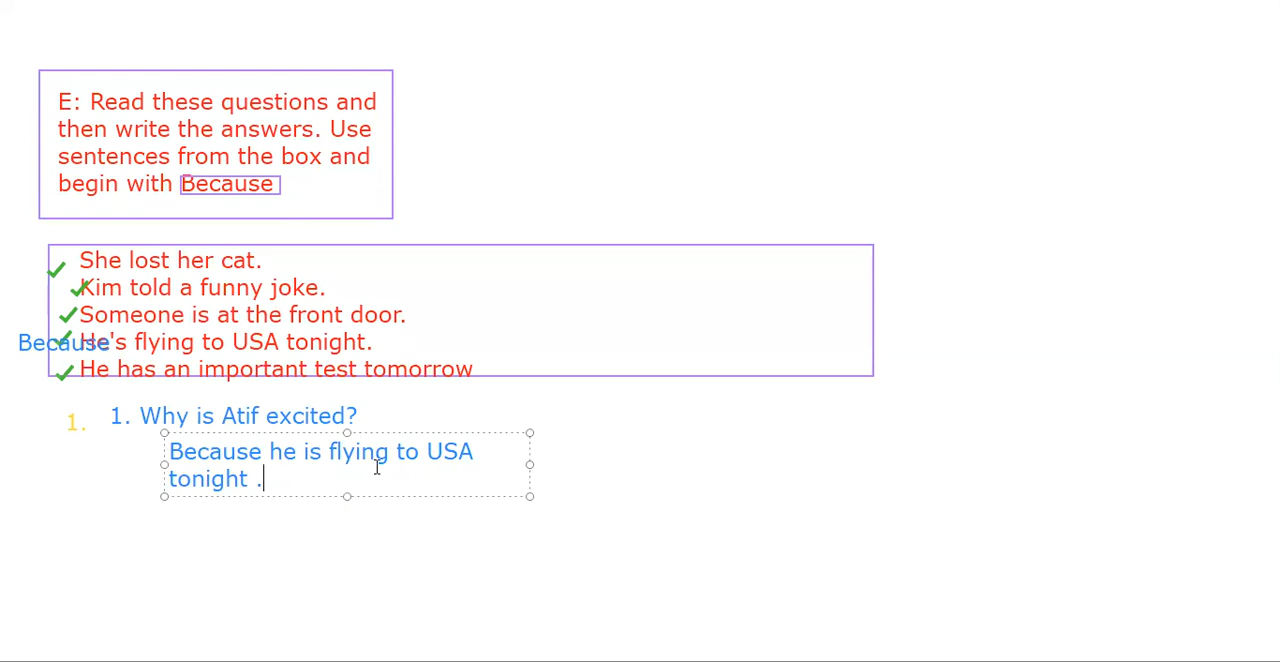 E: Read these questions and
then write the answers. Use
sentences from the box and
begin with Because
She lost her cat.
Kim told a funny joke.
Someone is at the front door.
Because
He's flying to USA tonight.
He has an important test tomorrow
1.
1. Why is Atif excited?
Because he is flying to USA
tonight .